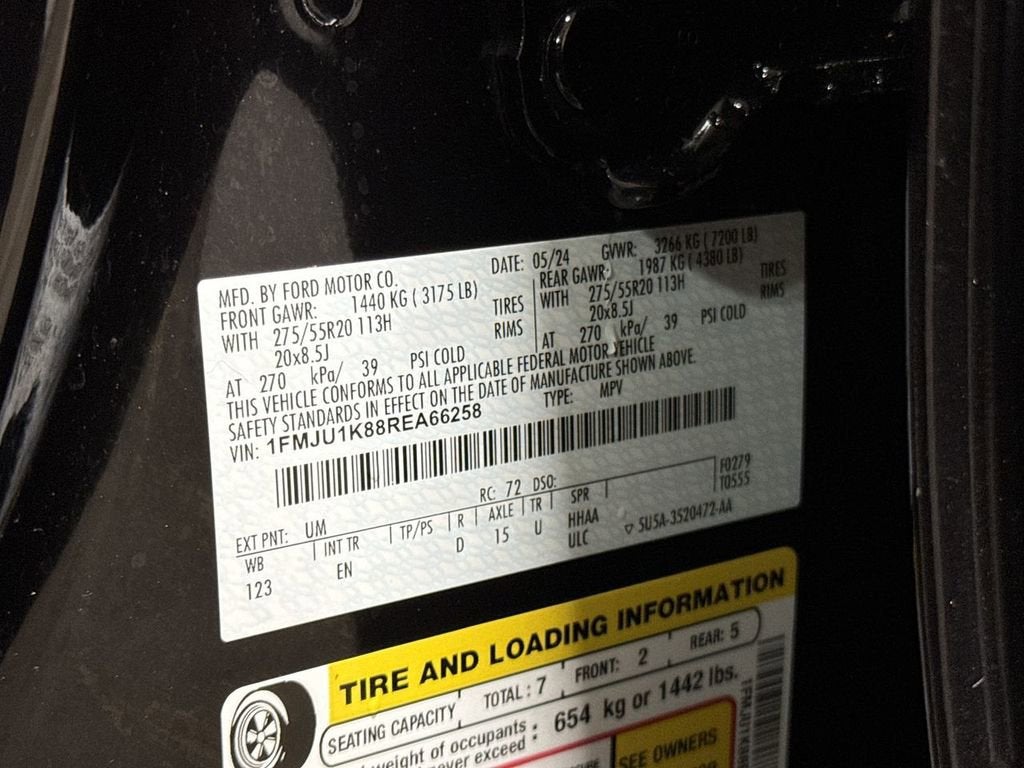 MFD. BY FORD MOTOR CO. DATE: 05/24 GVWR: 3266 KG ( 7200 LB)
FRONT GAWR: 1440 KG ( 3175 LB) REAR GAWR: 1987 KG ( 4380 LB)
WITH 275/55R20 113H TIRES WITH 275/55R20 113H TIRES
20x8.5J RIMS 20x8.5J RIMS
AT 270 kPa/ 39 PSI COLD AT 270 kPa/ 39 PSI COLD
THIS VEHICLE CONFORMS TO ALL APPLICABLE FEDERAL MOTOR VEHICLE
SAFETY STANDARDS IN EFFECT ON THE DATE OF MANUFACTURE SHOWN ABOVE.
VIN: 1FMJU1K88REA66258 TYPE: MPV
EXT PNT: UM RC: 72 DSO: F0279
WB INT TR TP/PS R AXLE TR SPR T0555
123 EN D 15 U HHAA
ULC ▽ 5U5A-3520472-AA
TIRE AND LOADING INFORMATION
SEATING CAPACITY TOTAL : 7 FRONT: 2 REAR: 5
weight of occupants
never exceed : 654 kg or 1442 lbs.
SEE OWNERS